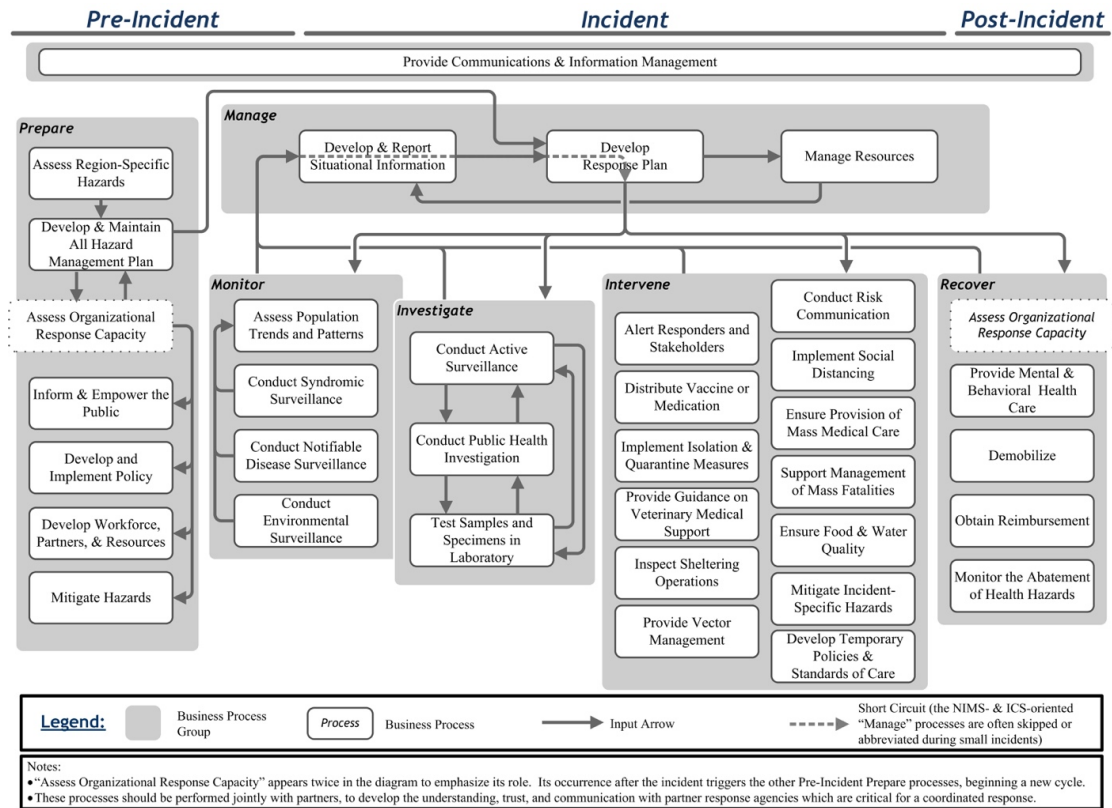 Pre-Incident
Incident
Post-Incident
Provide Communications & Information Management
Prepare
Assess Region-Specific
Hazards
Develop & Maintain
All Hazard
Management Plan
Assess Organizational
Response Capacity
Inform & Empower the
Public
Develop and
Implement Policy
Develop Workforce,
Partners, & Resources
Mitigate Hazards
Manage
Develop & Report
Situational Information
Develop
Response Plan
Manage Resources
Monitor
Assess Population
Trends and Patterns
Conduct Syndromic
Surveillance
Conduct Notifiable
Disease Surveillance
Conduct
Environmental
Surveillance
Investigate
Conduct Active
Surveillance
Conduct Public Health
Investigation
Test Samples and
Specimens in
Laboratory
Intervene
Alert Responders and
Stakeholders
Distribute Vaccine or
Medication
Implement Isolation &
Quarantine Measures
Provide Guidance on
Veterinary Medical
Support
Inspect Sheltering
Operations
Provide Vector
Management
Conduct Risk
Communication
Implement Social
Distancing
Ensure Provision of
Mass Medical Care
Support Management
of Mass Fatalities
Ensure Food & Water
Quality
Mitigate Incident-
Specific Hazards
Develop Temporary
Policies &
Standards of Care
Recover
Assess Organizational
Response Capacity
Provide Mental &
Behavioral Health
Care
Demobilize
Obtain Reimbursement
Monitor the Abatement
of Health Hazards
Legend:
Business Process
Group
Process
Business Process
Input Arrow
Short Circuit (the NIMS- & ICS-oriented
“Manage” processes are often skipped or
abbreviated during small incidents)
Notes:
•“Assess Organizational Response Capacity” appears twice in the diagram to emphasize its role. Its occurrence after the incident triggers the other Pre-Incident Prepare processes, beginning a new cycle.
•These processes should be performed jointly with partners, to develop the understanding, trust, and communication with partner response agencies which are critical for a coordinated response.